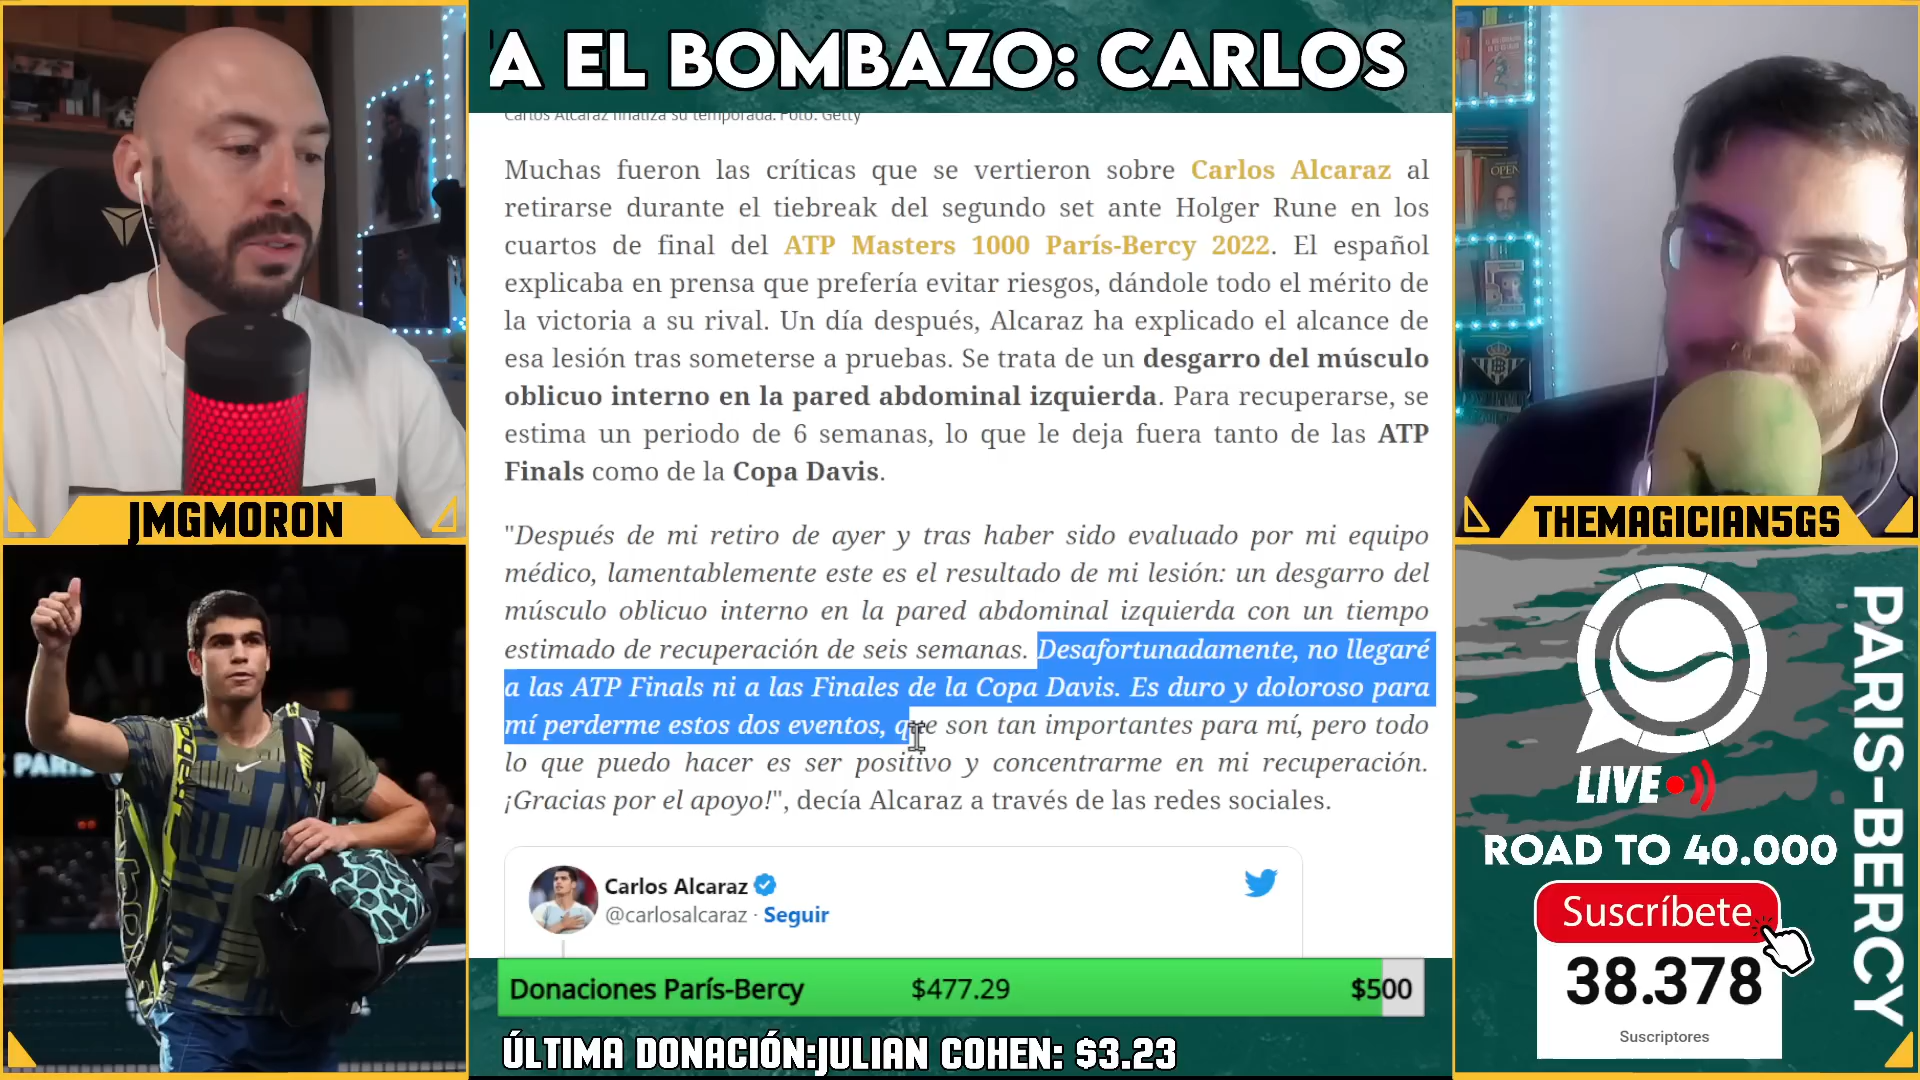 A EL BOMBAZO: CARLOS
Carlos Alcaraz finaliza su temporada. Foto: Getty
Muchas fueron las críticas que se vertieron sobre Carlos Alcaraz al
retirarse durante el tiebreak del segundo set ante Holger Rune en los
cuartos de final del ATP Masters 1000 París-Bercy 2022. El español
explicaba en prensa que prefería evitar riesgos, dándole todo el mérito de
la victoria a su rival. Un día después, Alcaraz ha explicado el alcance de
esa lesión tras someterse a pruebas. Se trata de un desgarro del músculo
oblicuo interno en la pared abdominal izquierda. Para recuperarse, se
estima un periodo de 6 semanas, lo que le deja fuera tanto de las ATP
Finals como de la Copa Davis.
"Después de mi retiro de ayer y tras haber sido evaluado por mi equipo
médico, lamentablemente este es el resultado de mi lesión: un desgarro del
músculo oblicuo interno en la pared abdominal izquierda con un tiempo
estimado de recuperación de seis semanas. Desafortunadamente, no llegaré
a las ATP Finals ni a las Finales de la Copa Davis. Es duro y doloroso para
mí perderme estos dos eventos, que son tan importantes para mí, pero todo
lo que puedo hacer es ser positivo y concentrarme en mi recuperación.
¡Gracias por el apoyo!", decía Alcaraz a través de las redes sociales.
Carlos Alcaraz
@carlosalcaraz · Seguir
Donaciones París-Bercy $477.29 $500
ÚLTIMA DONACIÓN:JULIAN COHEN: $3.23
JMGMORON
THEMAGICIAN5GS
OPEN
PARIS
LIVE
ROAD TO 40.000
Suscríbete
38.378
Suscriptores
PARIS-BERCY